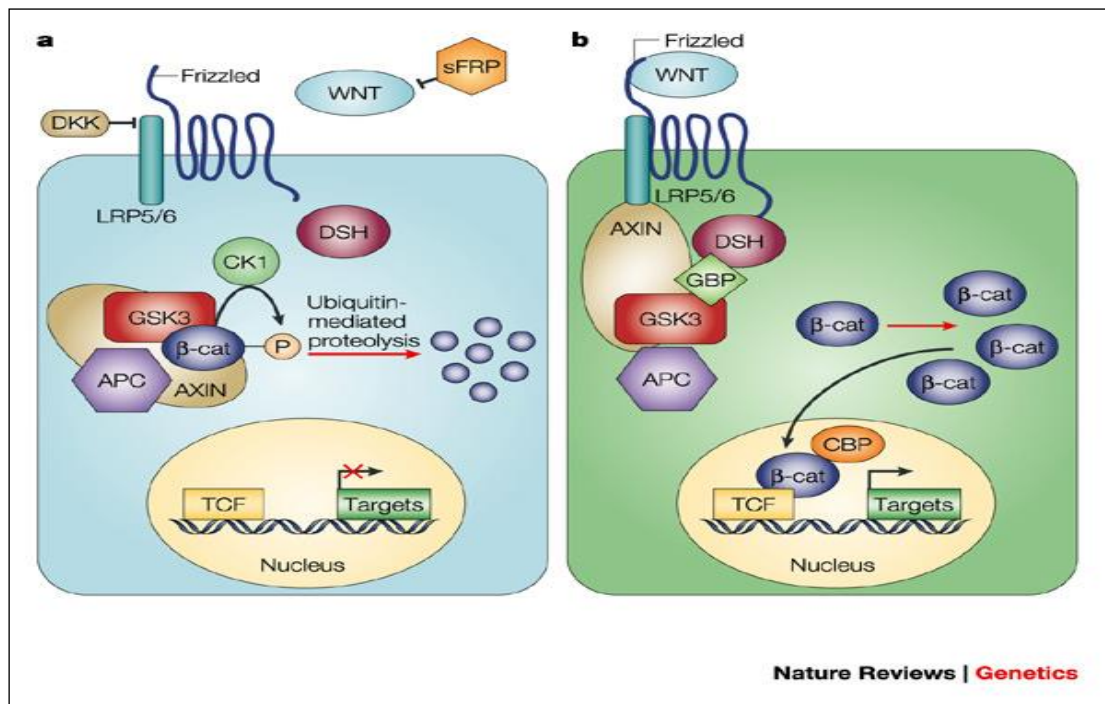 a
Frizzled
sFRP
WNT
DKK
LRP5/6
DSH
CK1
GSK3
β-cat
P
Ubiquitin-
mediated
proteolysis
APC
AXIN
TCF
Targets
Nucleus
b
Frizzled
WNT
LRP5/6
AXIN
DSH
GBP
GSK3
APC
β-cat
β-cat
β-cat
β-cat
CBP
β-cat
TCF
Targets
Nucleus
Nature Reviews | Genetics